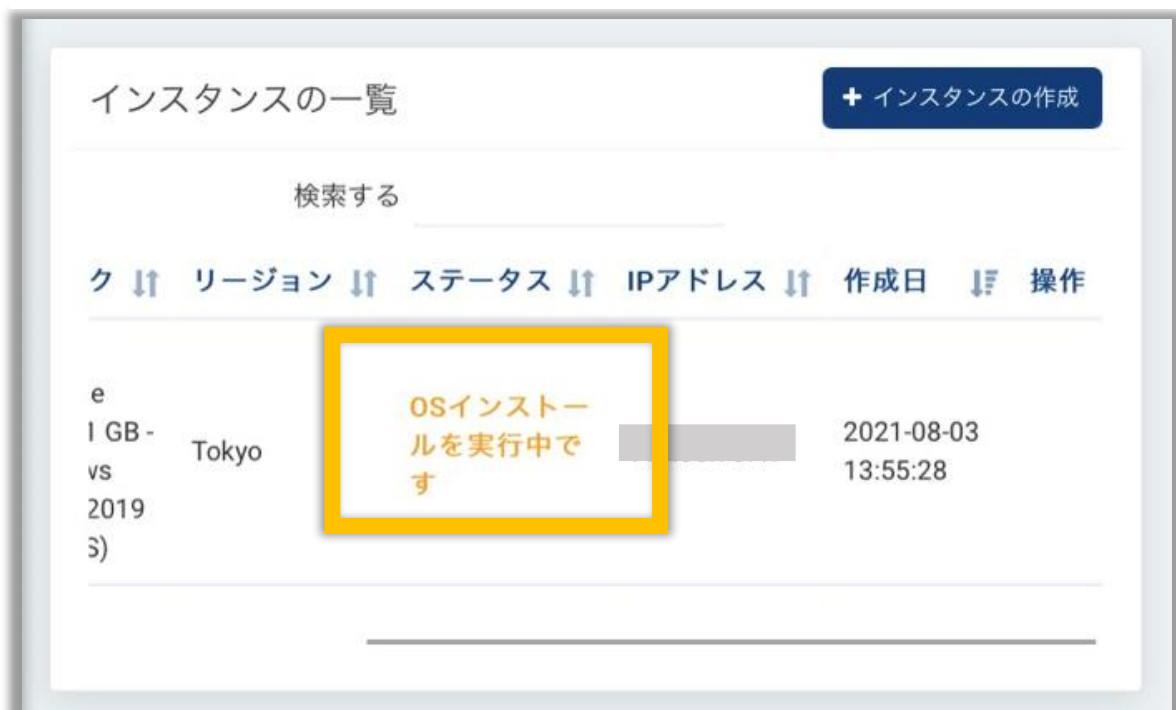 インスタンスの一覧
+ インスタンスの作成
検索する
ク リージョン ステータス IPアドレス 作成日 操作
e
1 GB -
ws
2019
S)
Tokyo
OSインストー
ルを実行中で
す
2021-08-03
13:55:28